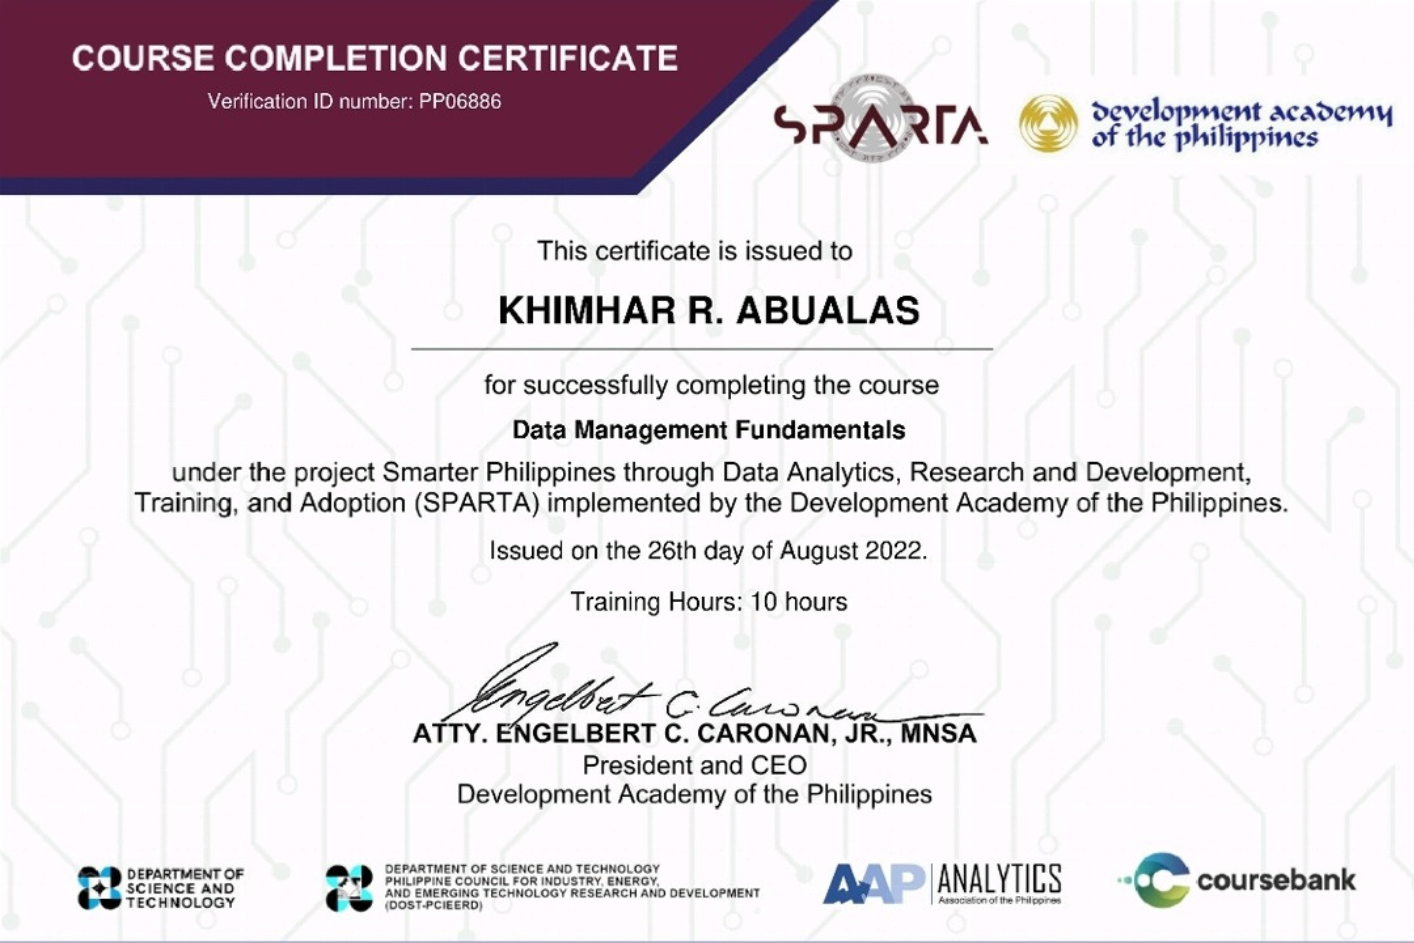 COURSE COMPLETION CERTIFICATE
Verification ID number: PP06886
SPARTA
development academy
of the philippines
This certificate is issued to
KHIMHAR R. ABUALAS
for successfully completing the course
Data Management Fundamentals
under the project Smarter Philippines through Data Analytics, Research and Development,
Training, and Adoption (SPARTA) implemented by the Development Academy of the Philippines.
Issued on the 26th day of August 2022.
Training Hours: 10 hours
Engelbert C. Caronan
ATTY. ENGELBERT C. CARONAN, JR., MNSA
President and CEO
Development Academy of the Philippines
DEPARTMENT OF
SCIENCE AND
TECHNOLOGY
DEPARTMENT OF SCIENCE AND TECHNOLOGY
PHILIPPINE COUNCIL FOR INDUSTRY, ENERGY,
AND EMERGING TECHNOLOGY RESEARCH AND DEVELOPMENT
(DOST-PCIEERD)
AAP ANALYTICS
Association of the Philippines
coursebank